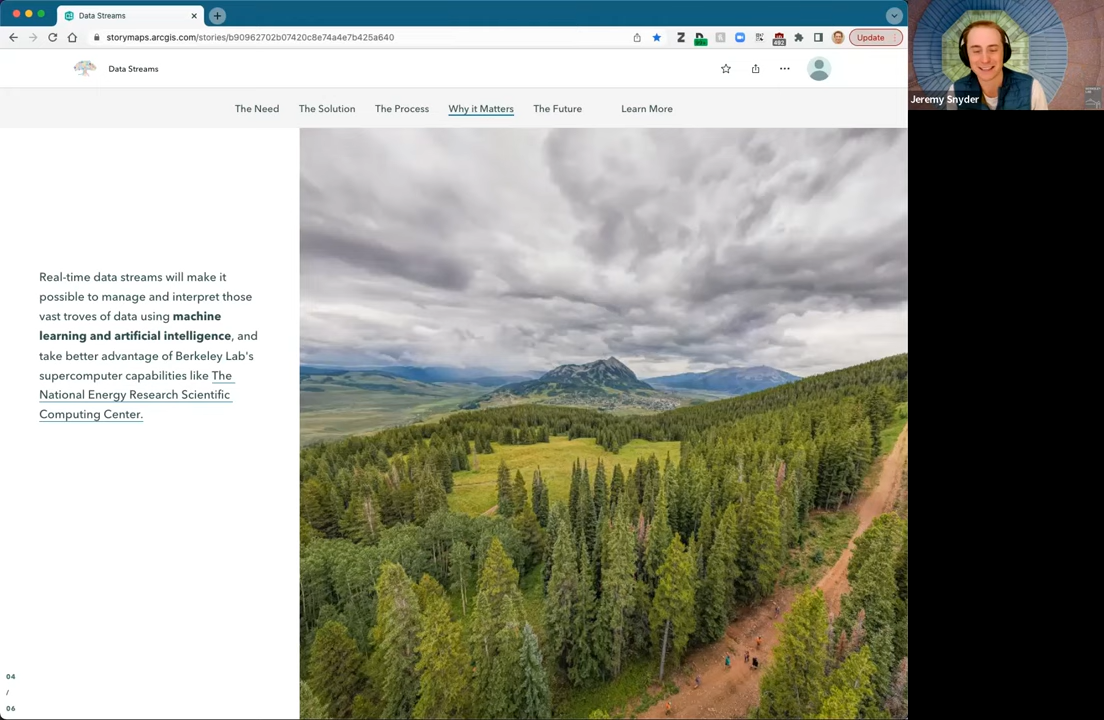 Data Streams
storymaps.arcgis.com/stories/b90962702b07420c8e74a4e7b425a640
482
Update
Data Streams
The Need
The Solution
The Process
Why it Matters
The Future
Learn More
Real-time data streams will make it
possible to manage and interpret those
vast troves of data using machine
learning and artificial intelligence, and
take better advantage of Berkeley Lab's
supercomputer capabilities like The
National Energy Research Scientific
Computing Center.
04
/
06
Jeremy Snyder